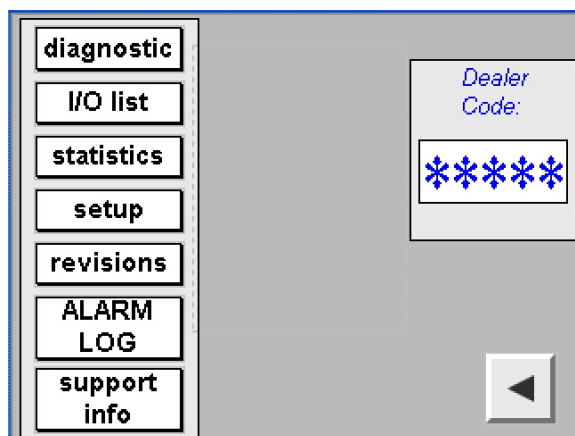 diagnostic
I/O list
statistics
setup
revisions
ALARM
LOG
support
info
Dealer
Code:
*****